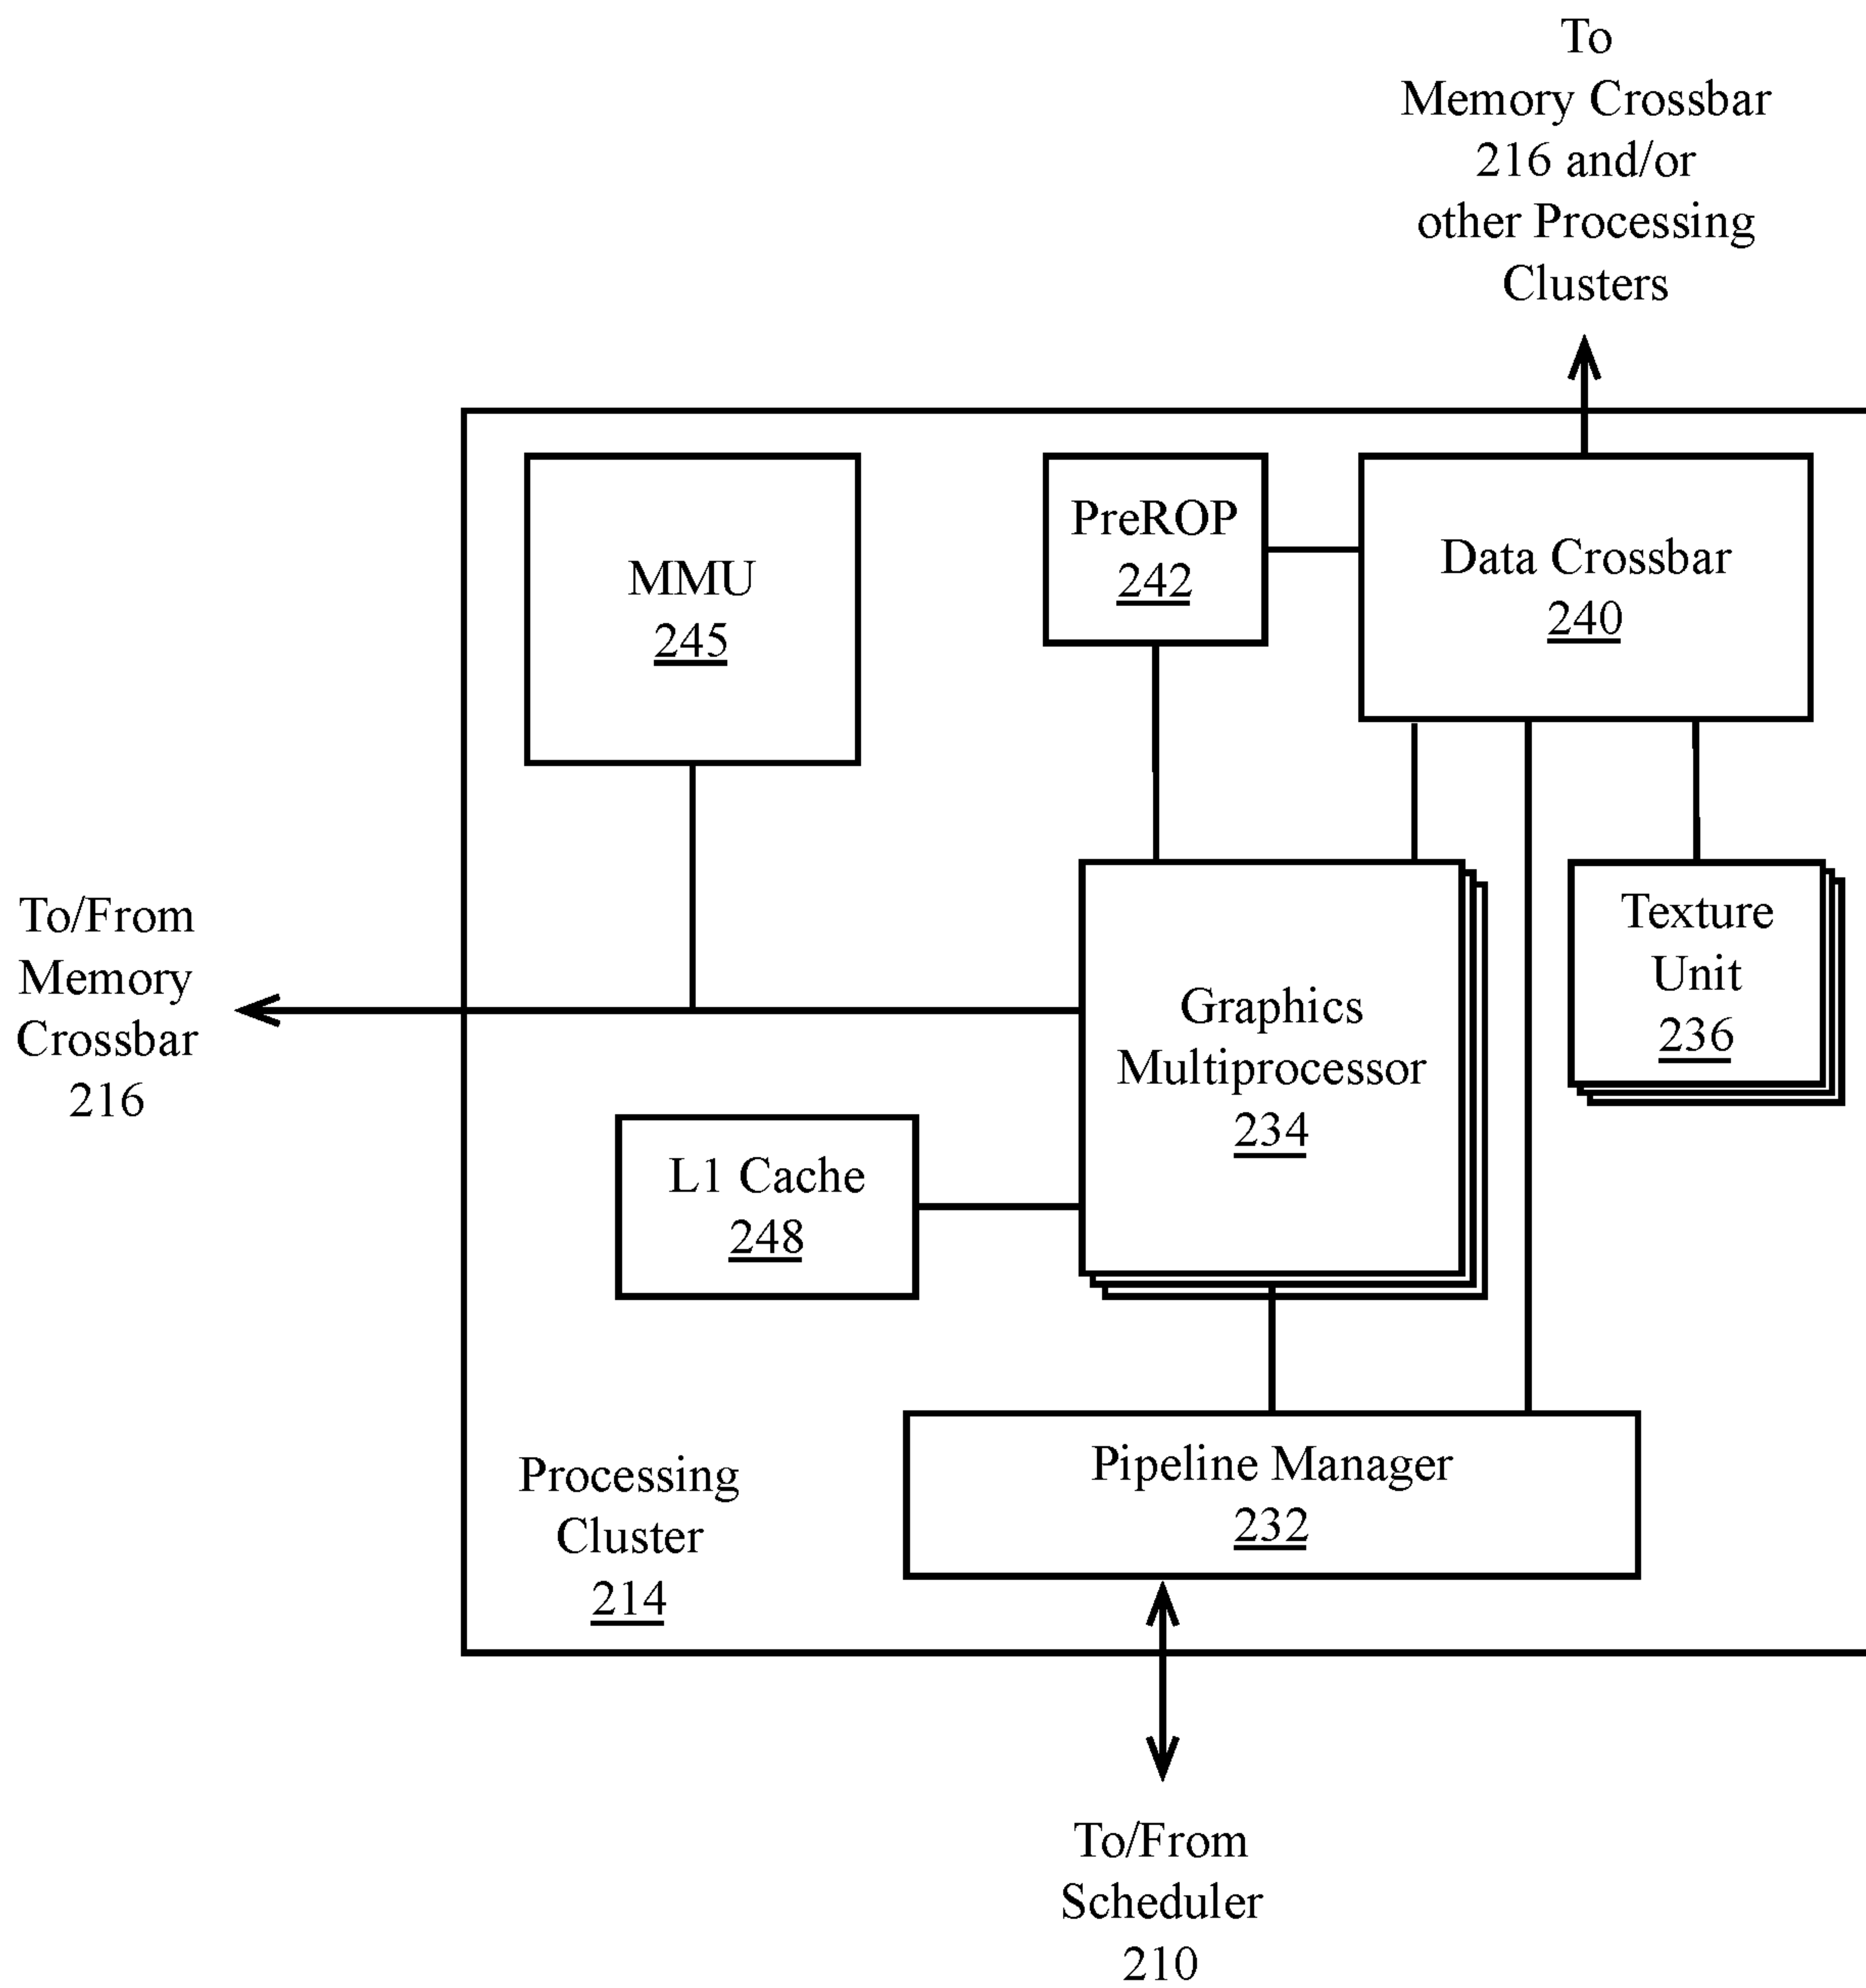 To
Memory Crossbar
216 and/or
other Processing
Clusters
MMU
245
PreROP
242
Data Crossbar
240
To/From
Memory
Crossbar
216
Graphics
Multiprocessor
234
Texture
Unit
236
L1 Cache
248
Pipeline Manager
232
Processing
Cluster
214
To/From
Scheduler
210